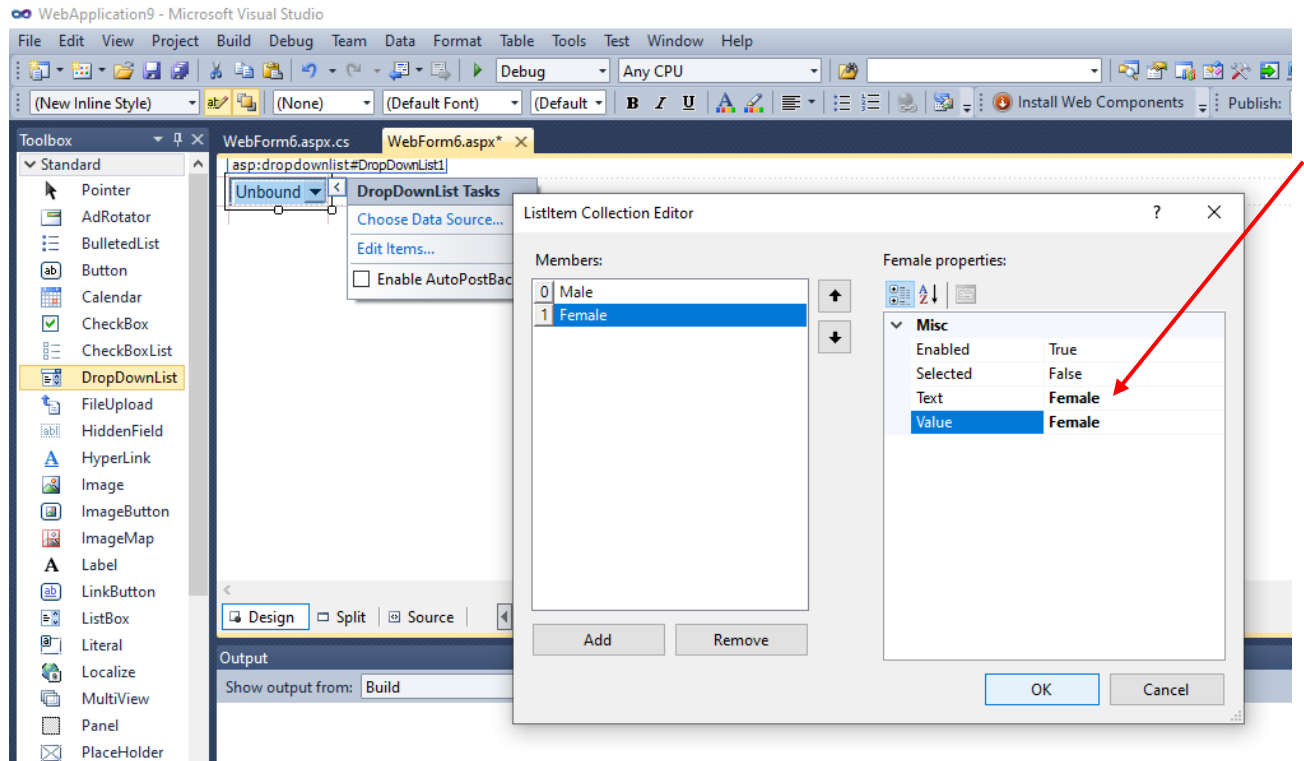 WebApplication9 - Microsoft Visual Studio
File Edit View Project Build Debug Team Data Format Table Tools Test Window Help
Debug Any CPU
(New Inline Style) (None) (Default Font) (Default B I U A Install Web Components Publish:
Toolbox
WebForm6.aspx.cs WebForm6.aspx*
Standard
Pointer
AdRotator
BulletedList
Button
Calendar
CheckBox
CheckBoxList
DropDownList
FileUpload
HiddenField
HyperLink
Image
ImageButton
ImageMap
Label
LinkButton
ListBox
Literal
Localize
MultiView
Panel
PlaceHolder
asp:dropdownlist#DropDownList1
Unbound
DropDownList Tasks
Choose Data Source...
Edit Items...
Enable AutoPostBac
ListItem Collection Editor ?
Members:
0 Male
1 Female
Add Remove
Female properties:
Misc
Enabled True
Selected False
Text Female
Value Female
OK Cancel
Design Split Source
Output
Show output from: Build